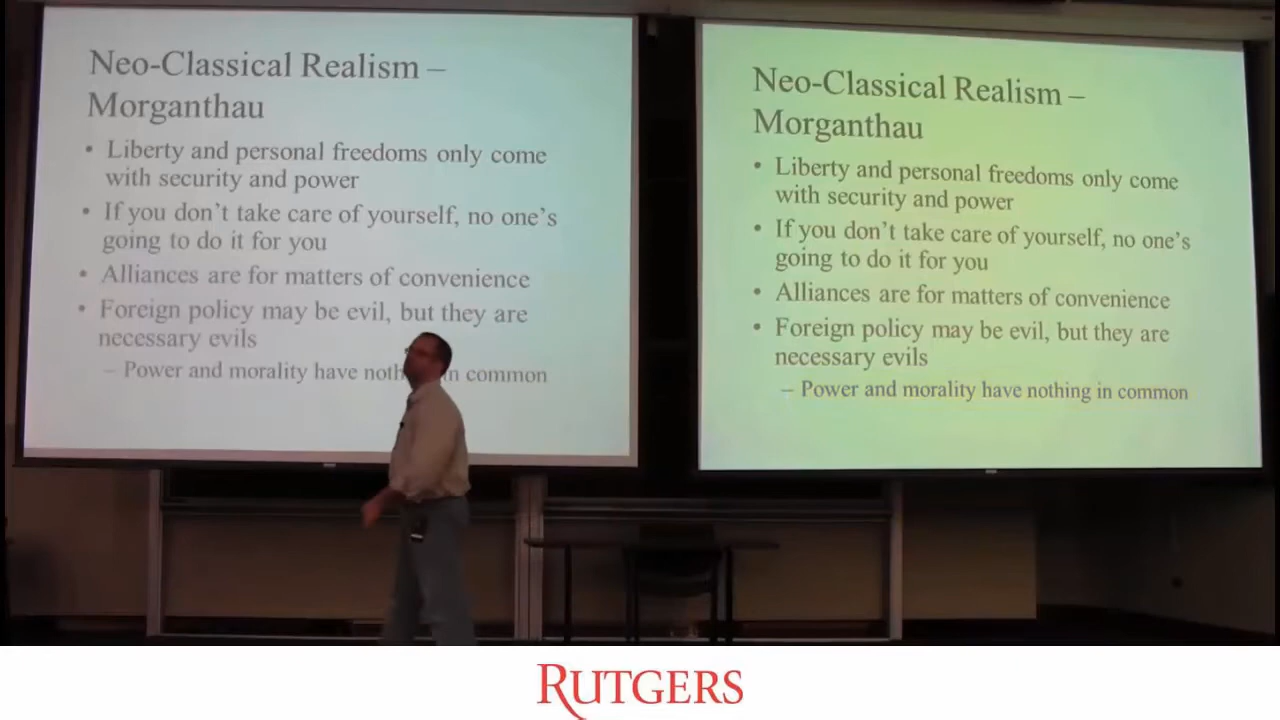 Neo-Classical Realism –
Morganthau
• Liberty and personal freedoms only come
with security and power
• If you don't take care of yourself, no one's
going to do it for you
• Alliances are for matters of convenience
• Foreign policy may be evil, but they are
necessary evils
– Power and morality have noth in common
Neo-Classical Realism –
Morganthau
• Liberty and personal freedoms only come
with security and power
• If you don't take care of yourself, no one's
going to do it for you
• Alliances are for matters of convenience
• Foreign policy may be evil, but they are
necessary evils
– Power and morality have nothing in common
RUTGERS